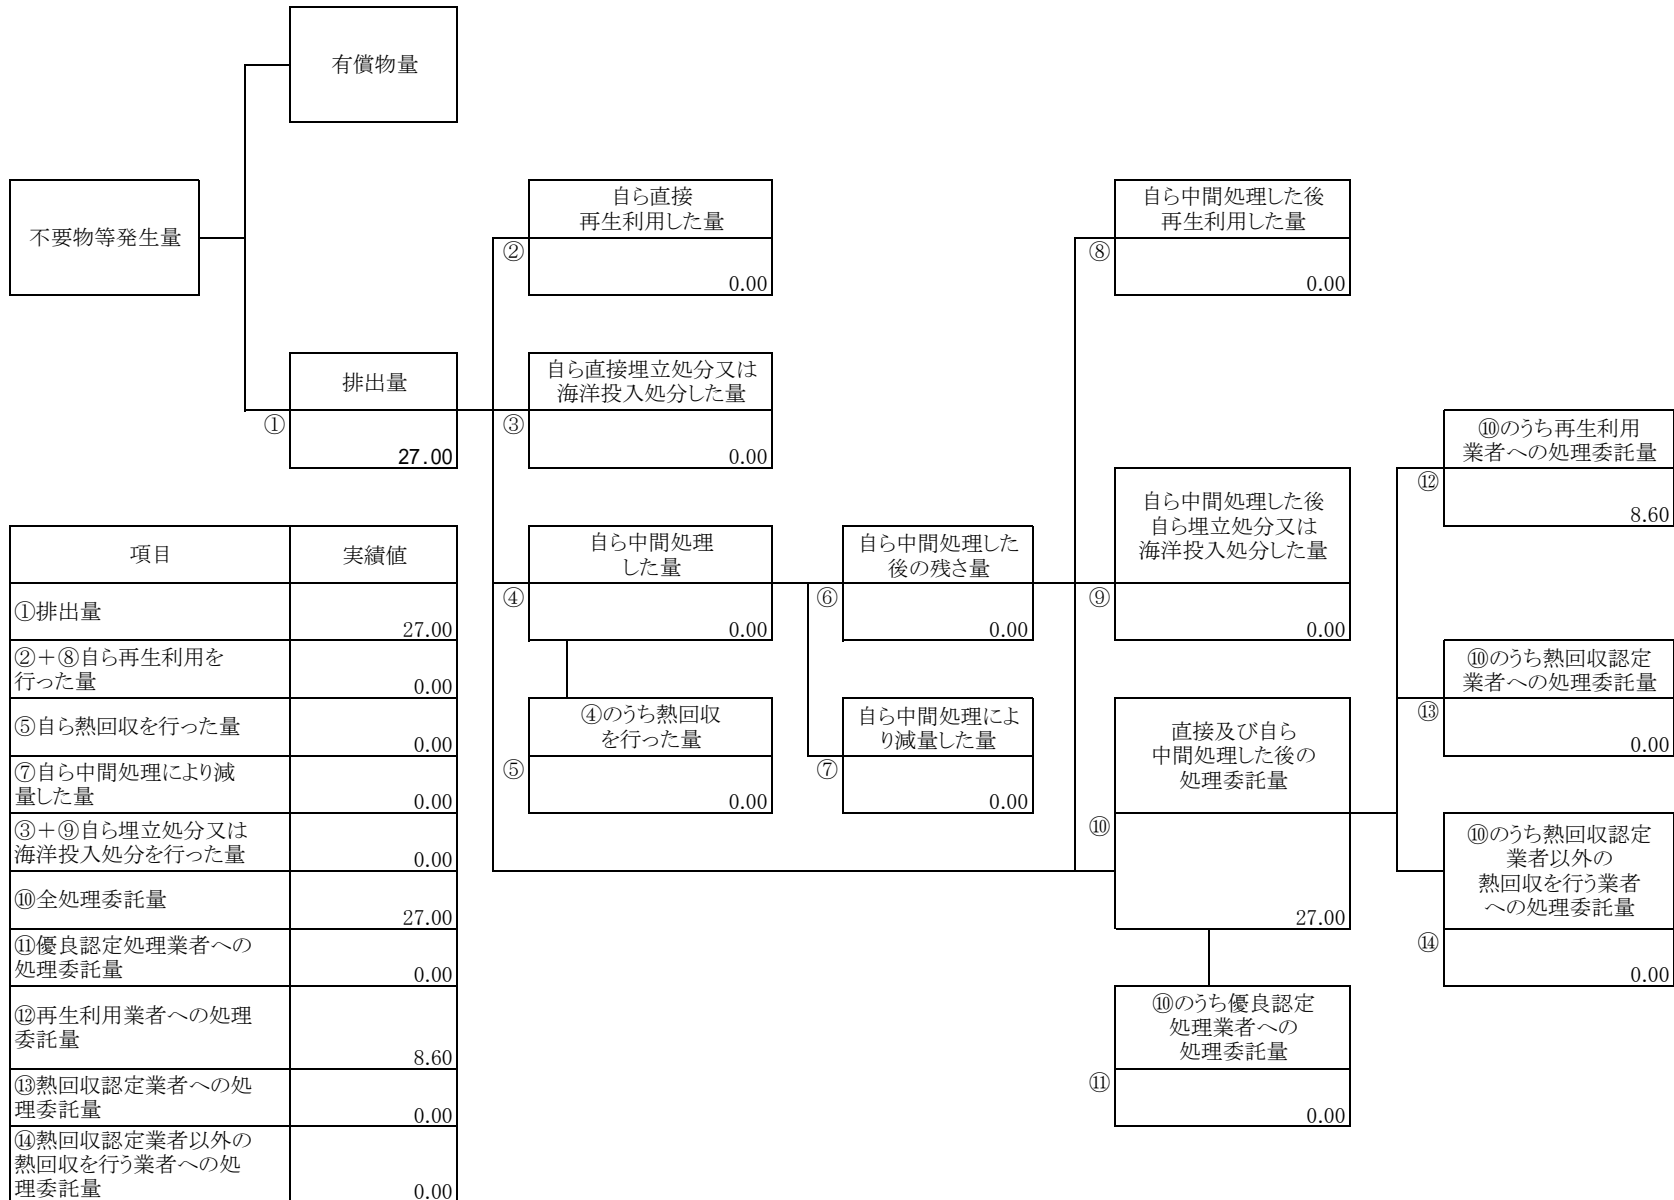 有償物量
不要物等発生量
自ら直接
再生利用した量
②
0.00
自ら中間処理した後
再生利用した量
⑧
0.00
排出量
①
27.00
自ら直接埋立処分又は
海洋投入処分した量
③
0.00
⑩のうち再生利用
業者への処理委託量
⑫
8.60
自ら中間処理
した量
④
0.00
自ら中間処理した
後の残さ量
⑥
0.00
自ら中間処理した後
自ら埋立処分又は
海洋投入処分した量
⑨
0.00
⑩のうち熱回収認定
業者への処理委託量
⑬
0.00
④のうち熱回収
を行った量
⑤
0.00
自ら中間処理によ
り減量した量
⑦
0.00
直接及び自ら
中間処理した後の
処理委託量
⑩
27.00
⑩のうち熱回収認定
業者以外の
熱回収を行う業者
への処理委託量
⑭
0.00
⑩のうち優良認定
処理業者への
処理委託量
⑪
0.00
項目 実績値
①排出量
27.00
②+⑧自ら再生利用を
行った量 0.00
⑤自ら熱回収を行った量
0.00
⑦自ら中間処理により減
量した量 0.00
③+⑨自ら埋立処分又は
海洋投入処分を行った量 0.00
⑩全処理委託量
27.00
⑪優良認定処理業者への
処理委託量 0.00
⑫再生利用業者への処理
委託量
8.60
⑬熱回収認定業者への処
理委託量 0.00
⑭熱回収認定業者以外の
熱回収を行う業者への処
理委託量 0.00